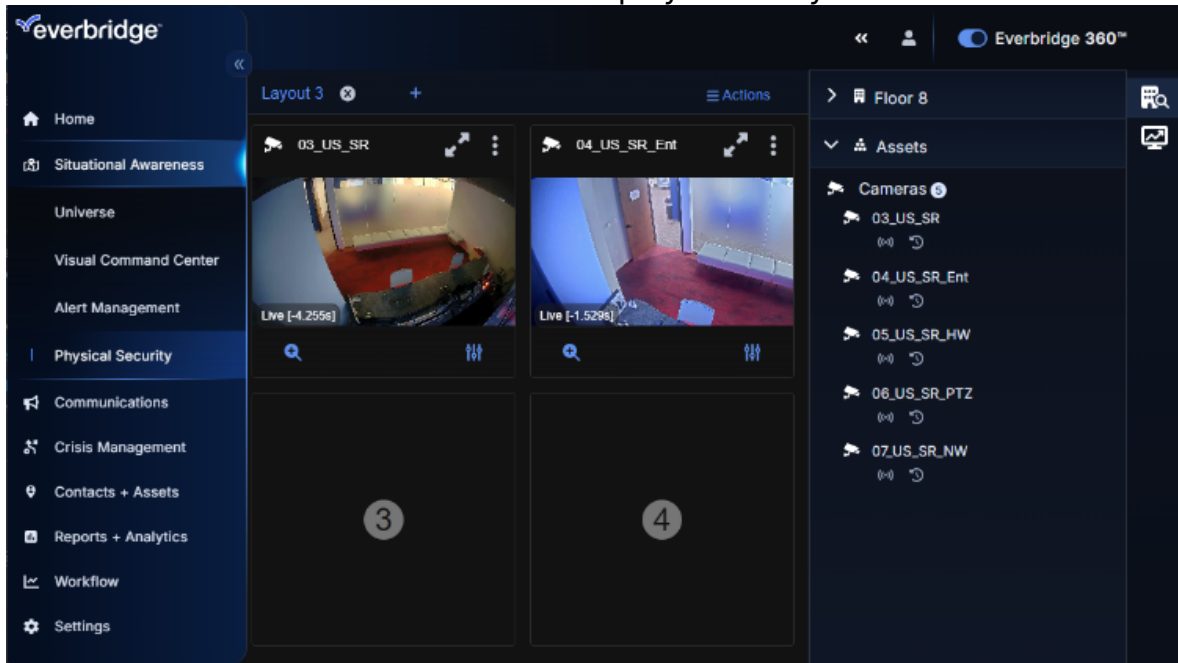 everbridge™
Everbridge 360™
Home
Situational Awareness
Universe
Visual Command Center
Alert Management
Physical Security
Communications
Crisis Management
Contacts + Assets
Reports + Analytics
Workflow
Settings
Layout 3
Actions
03_US_SR
Live [-4.255s]
04_US_SR_Ent
Live [-1.529s]
3
4
Floor 8
Assets
Cameras 5
03_US_SR
04_US_SR_Ent
05_US_SR_HW
06_US_SR_PTZ
07_US_SR_NW